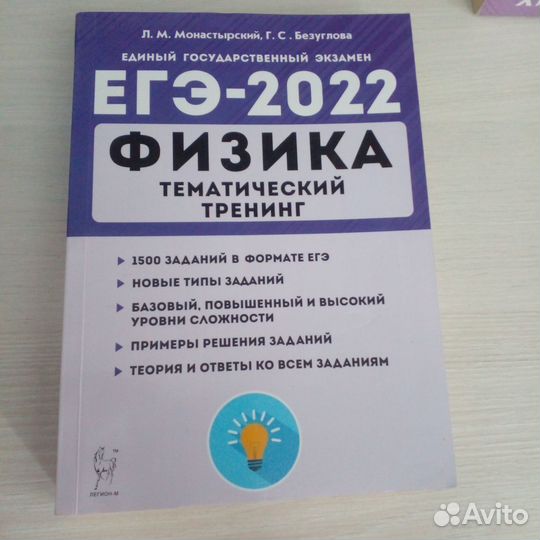 Л. М. Монастырский, Г. С. Безуглова
ЕДИНЫЙ ГОСУДАРСТВЕННЫЙ ЭКЗАМЕН
ЕГЭ-2022
ФИЗИКА
ТЕМАТИЧЕСКИЙ
ТРЕНИНГ
1500 ЗАДАНИЙ В ФОРМАТЕ ЕГЭ
НОВЫЕ ТИПЫ ЗАДАНИЙ
БАЗОВЫЙ, ПОВЫШЕННЫЙ И ВЫСОКИЙ
УРОВНИ СЛОЖНОСТИ
ПРИМЕРЫ РЕШЕНИЯ ЗАДАНИЙ
ТЕОРИЯ И ОТВЕТЫ КО ВСЕМ ЗАДАНИЯМ
TM
ЛЕГИОН-М
Avito